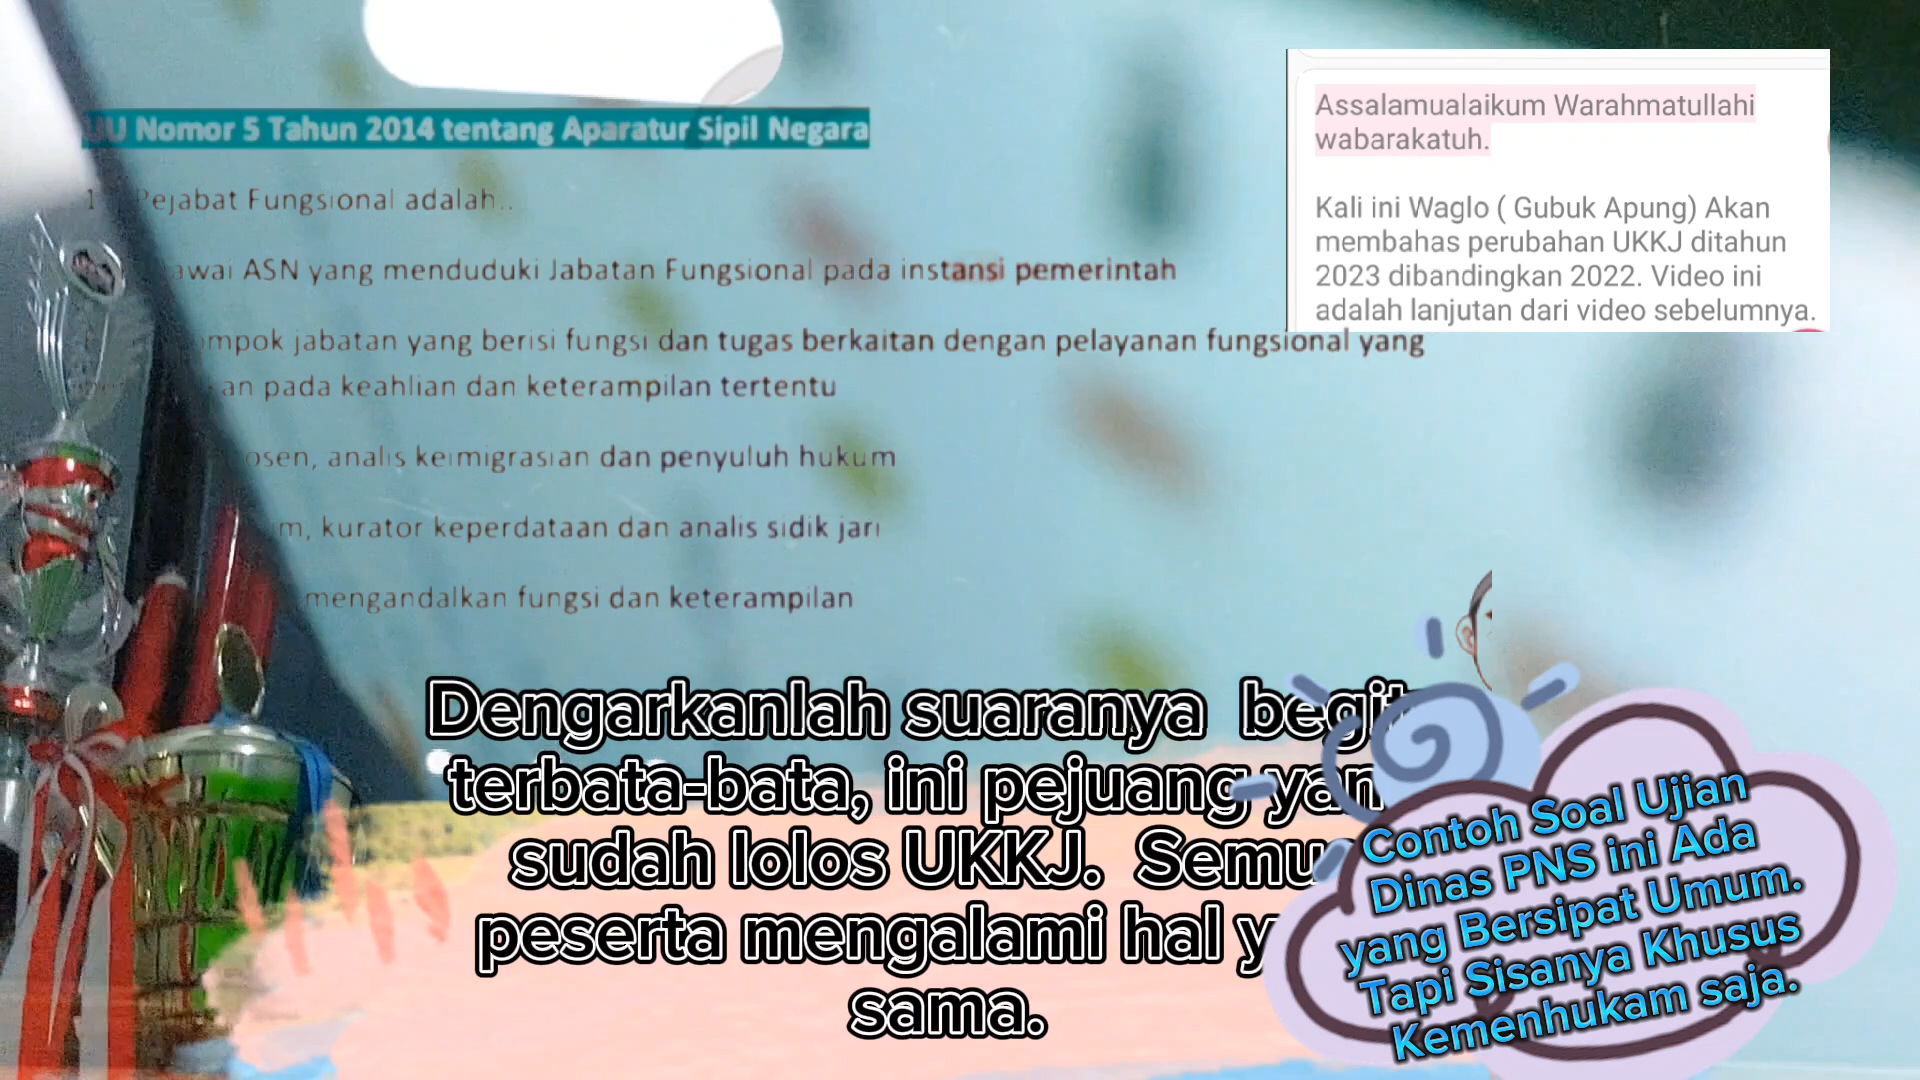 UU Nomor 5 Tahun 2014 tentang Aparatur Sipil Negara
1. Pejabat Fungsional adalah..
ASN yang menduduki Jabatan Fungsional pada instansi pemerintah
jabatan yang berisi fungsi dan tugas berkaitan dengan pelayanan fungsional yang
pada keahlian dan keterampilan tertentu
analis keimigrasian dan penyuluh hukum
kurator keperdataan dan analis sidik jari
mengandalkan fungsi dan keterampilan
Assalamualaikum Warahmatullahi
wabarakatuh.
Kali ini Waglo ( Gubuk Apung) Akan
membahas perubahan UKKJ ditahun
2023 dibandingkan 2022. Video ini
adalah lanjutan dari video sebelumnya.
Dengarkanlah suaranya
terbata-bata, ini pejuang
sudah lolos UKKJ.
peserta mengalami hal
sama.
Contoh Soal Ujian
Dinas PNS ini Ada
yang Bersipat Umum.
Tapi Sisanya Khusus
Kemenhukam saja.